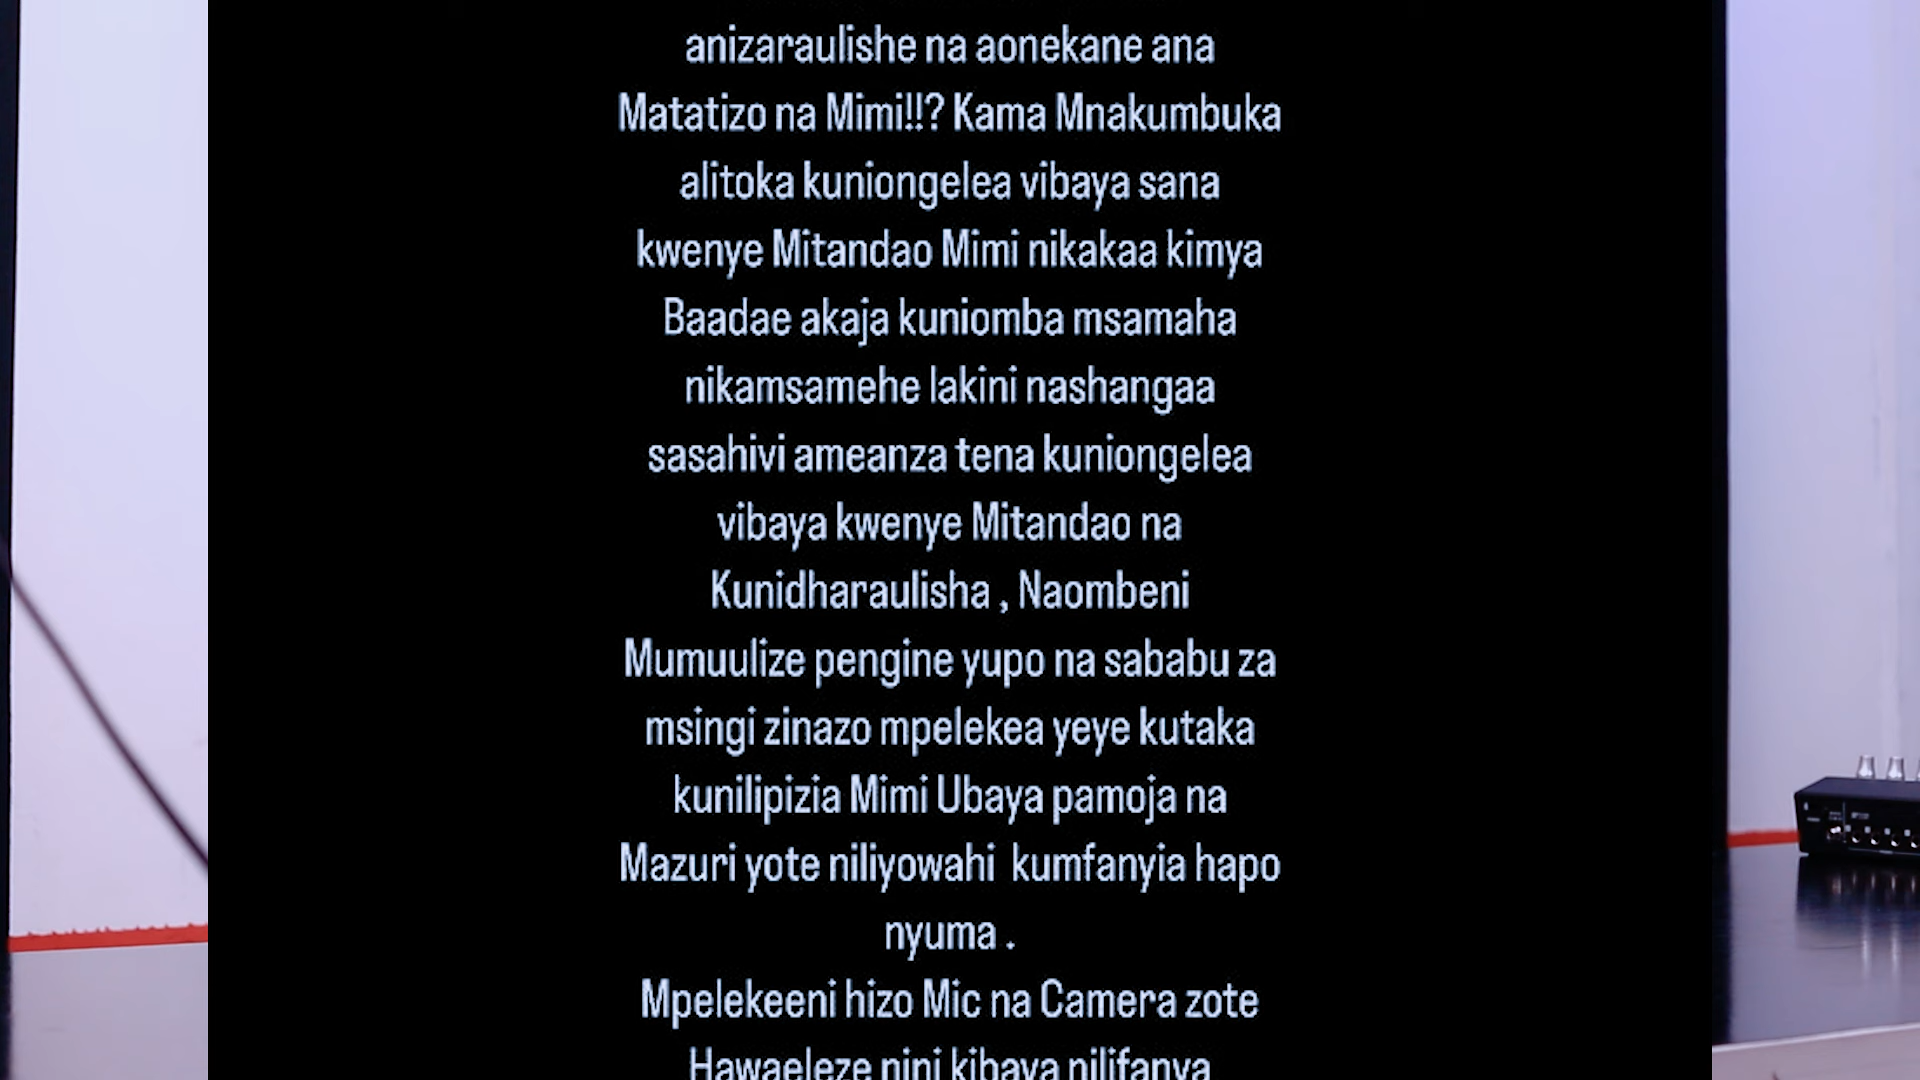 anizaraulishe na aonekane ana
Matatizo na Mimi!!? Kama Mnakumbuka
alitoka kuniongelea vibaya sana
kwenye Mitandao Mimi nikakaa kimya
Baadae akaja kuniomba msamaha
nikamsamehe lakini nashangaa
sasahivi ameanza tena kuniongelea
vibaya kwenye Mitandao na
Kunidharaulisha , Naombeni
Mumuulize pengine yupo na sababu za
msingi zinazo mpelekea yeye kutaka
kunilipizia Mimi Ubaya pamoja na
Mazuri yote niliyowahi  kumfanyia hapo
nyuma .
Mpelekeeni hizo Mic na Camera zote
Hawaeleze nini kibaya nilifanya